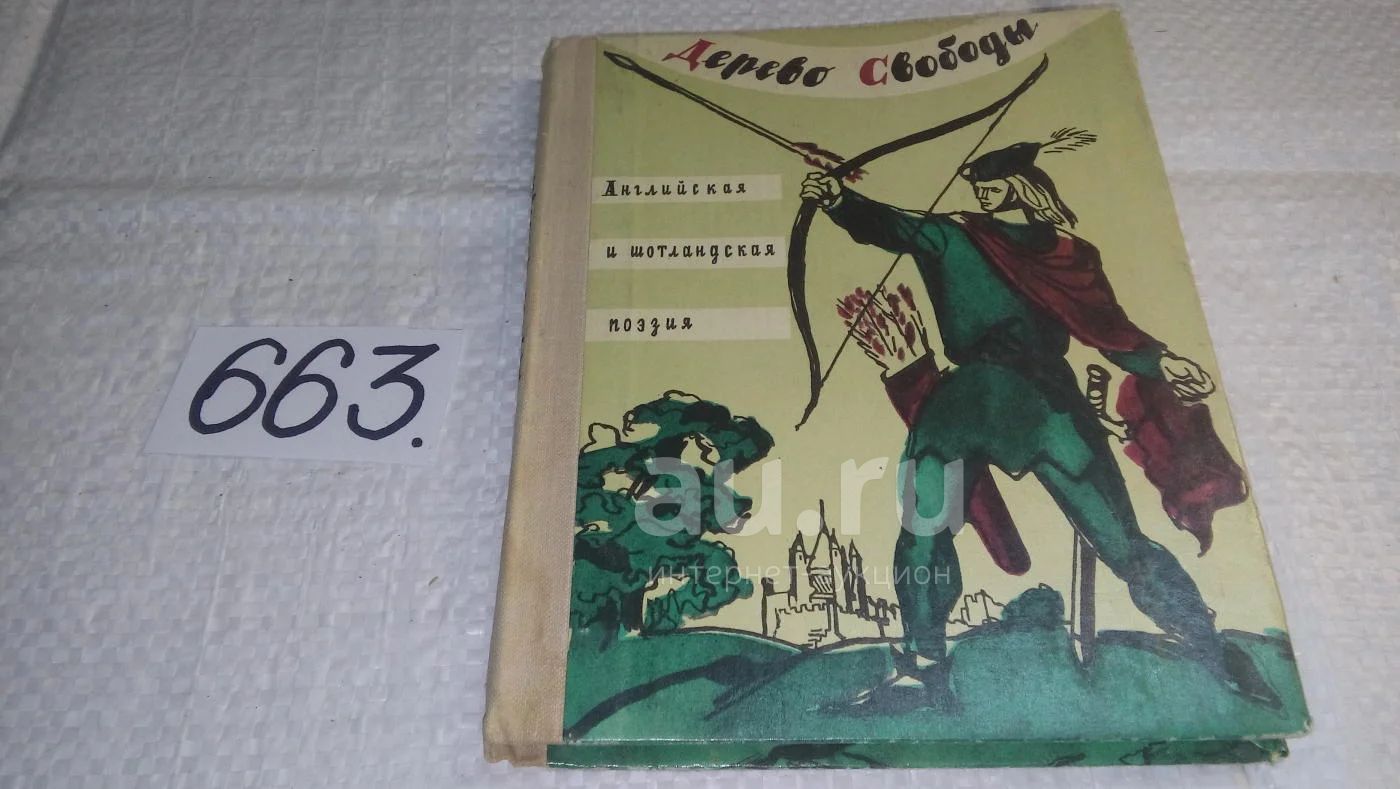 Дерево Свободы
Английская
и шотландская
поэзия
663.
au.ru
интернет-аукцион